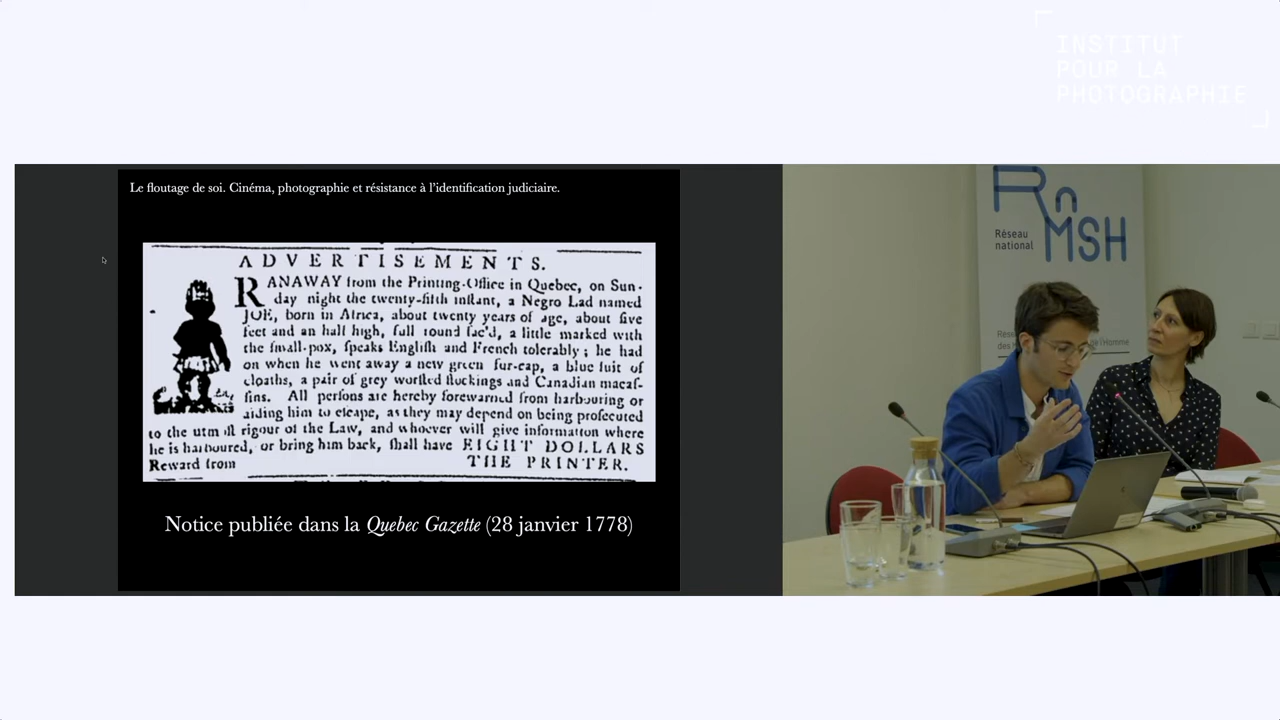 INSTITUT
POUR LA
PHOTOGRAPHIE
Le floutage de soi. Cinéma, photographie et résistance à l'identification judiciaire.
ADVERTISEMENTS.
RANAWAY from the Printing-Office in Quebec, on Sun-
day night the twenty-fifth instant, a Negro Lad named
JOE, born in Africa, about twenty years of age, about five
feet and an half high, full round fac'd, a little marked with
the small-pox, speaks English and French tolerably; he had
on when he went away a new green fur-cap, a blue suit of
cloaths, a pair of grey worsted stockings and Canadian macas-
sins. All persons are hereby forewarned from harbouring or
aiding him to escape, as they may depend on being prosecuted
to the utmost rigour of the Law, and whoever will give information where
he is harboured, or bring him back, shall have EIGHT DOLLARS
Reward from THE PRINTER.
Notice publiée dans la Quebec Gazette (28 janvier 1778)
RnMSH
Réseau
national